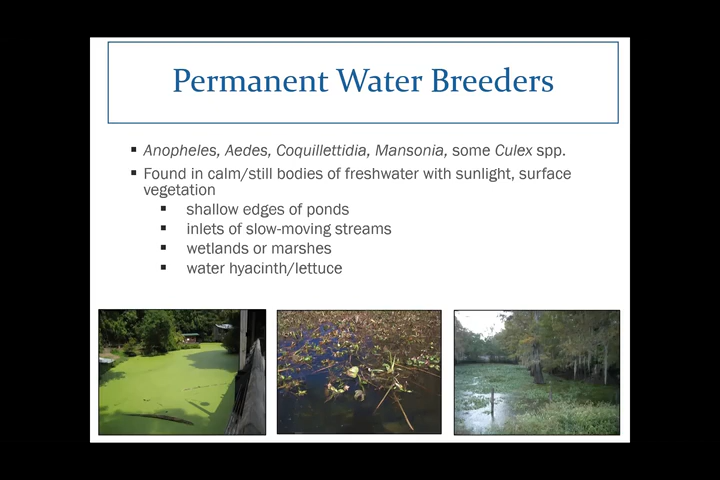 Permanent Water Breeders
▪ Anopheles, Aedes, Coquillettidia, Mansonia, some Culex spp.
▪ Found in calm/still bodies of freshwater with sunlight, surface
vegetation
▪ shallow edges of ponds
▪ inlets of slow-moving streams
▪ wetlands or marshes
▪ water hyacinth/lettuce